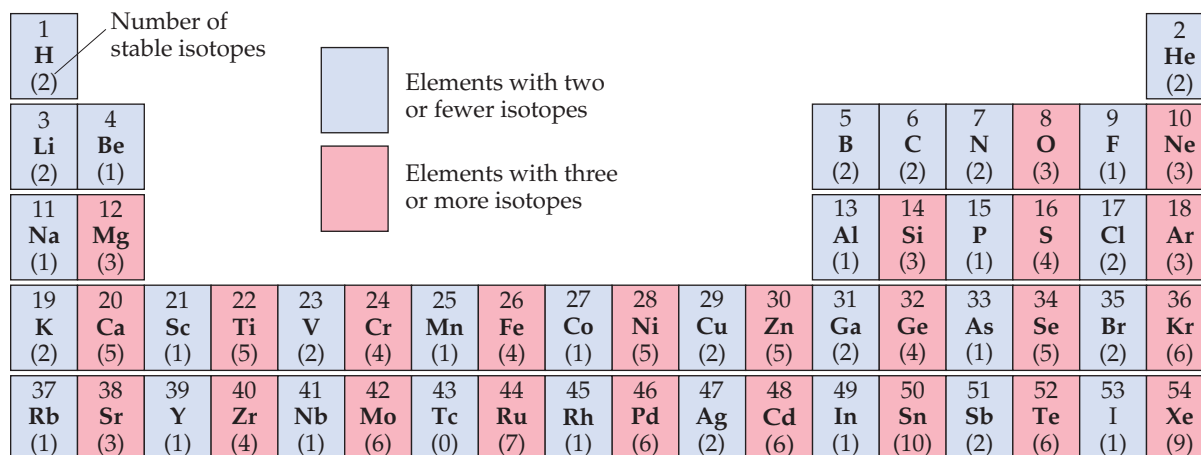 1 2
H Number of stable isotopes He
(2) (2)
Elements with two
or fewer isotopes
3 4 5 6 7 8 9 10
Li Be B C N O F Ne
(2) (1) (2) (2) (2) (3) (1) (3)
Elements with three
or more isotopes
11 12 13 14 15 16 17 18
Na Mg Al Si P S Cl Ar
(1) (3) (1) (3) (1) (4) (2) (3)
19 20 21 22 23 24 25 26 27 28 29 30 31 32 33 34 35 36
K Ca Sc Ti V Cr Mn Fe Co Ni Cu Zn Ga Ge As Se Br Kr
(2) (5) (1) (5) (2) (4) (1) (4) (1) (5) (2) (5) (2) (4) (1) (5) (2) (6)
37 38 39 40 41 42 43 44 45 46 47 48 49 50 51 52 53 54
Rb Sr Y Zr Nb Mo Tc Ru Rh Pd Ag Cd In Sn Sb Te I Xe
(1) (3) (1) (4) (1) (6) (0) (7) (1) (6) (2) (6) (1) (10) (2) (6) (1) (9)